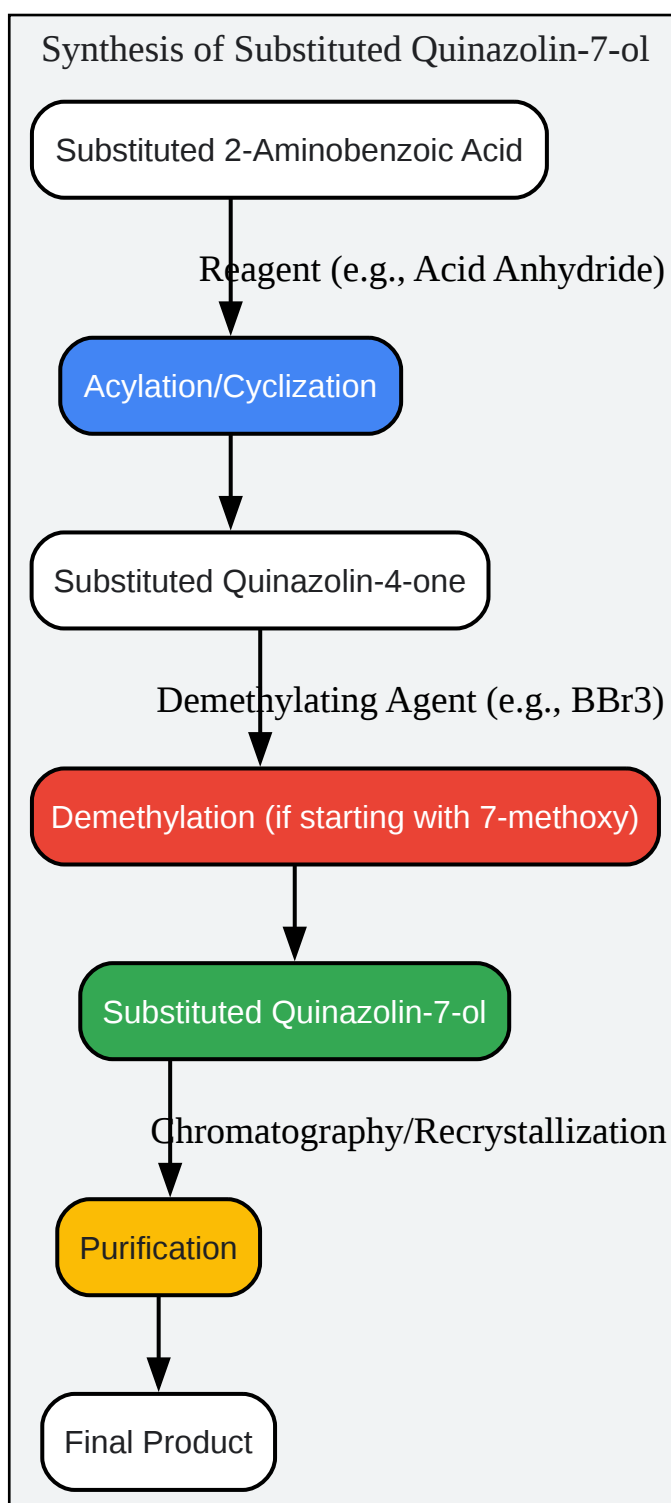 Synthesis of Substituted Quinazolin-7-ol
Substituted 2-Aminobenzoic Acid
Reagent (e.g., Acid Anhydride)
Acylation/Cyclization
Substituted Quinazolin-4-one
Demethylating Agent (e.g., BBr3)
Demethylation (if starting with 7-methoxy)
Substituted Quinazolin-7-ol
Chromatography/Recrystallization
Purification
Final Product